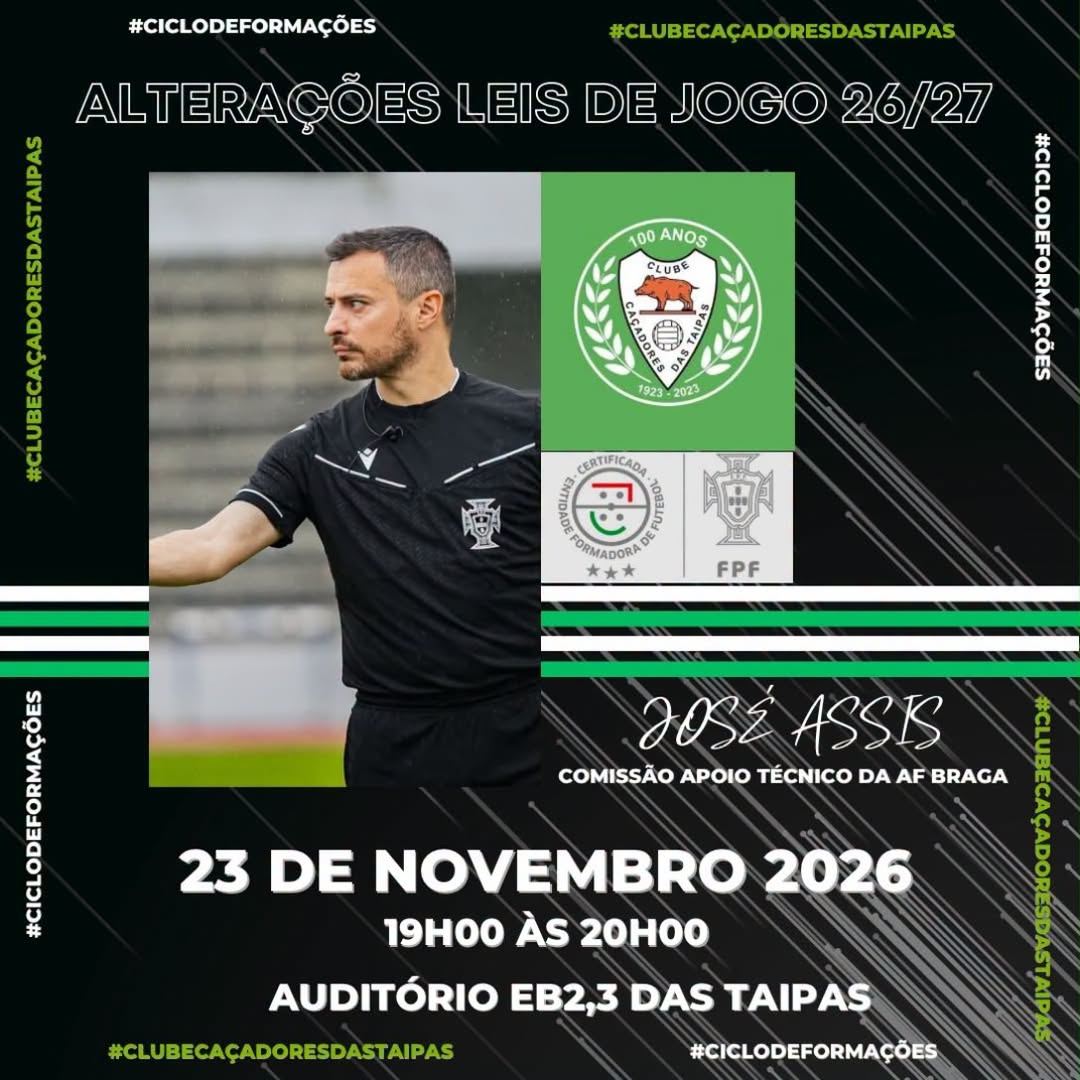 #CICLODEFORMAÇÕES
#CLUBECAÇADORESDASTAIPAS
ALTERAÇÕES LEIS DE JOGO 26/27
#CLUBECAÇADORESDASTAIPAS
#CICLODEFORMAÇÕES
100 ANOS
CLUBE
CAÇADORES
DAS TAIPAS
1923 - 2023
CERTIFICADA
ENTIDADE FORMADORA DE FUTEBOL
FPF
JOSÉ ASSIS
COMISSÃO APOIO TÉCNICO DA AF BRAGA
#CICLODEFORMAÇÕES
#CLUBECAÇADORESDASTAIPAS
23 DE NOVEMBRO 2026
19H00 ÀS 20H00
AUDITÓRIO EB2,3 DAS TAIPAS
#CLUBECAÇADORESDASTAIPAS
#CICLODEFORMAÇÕES